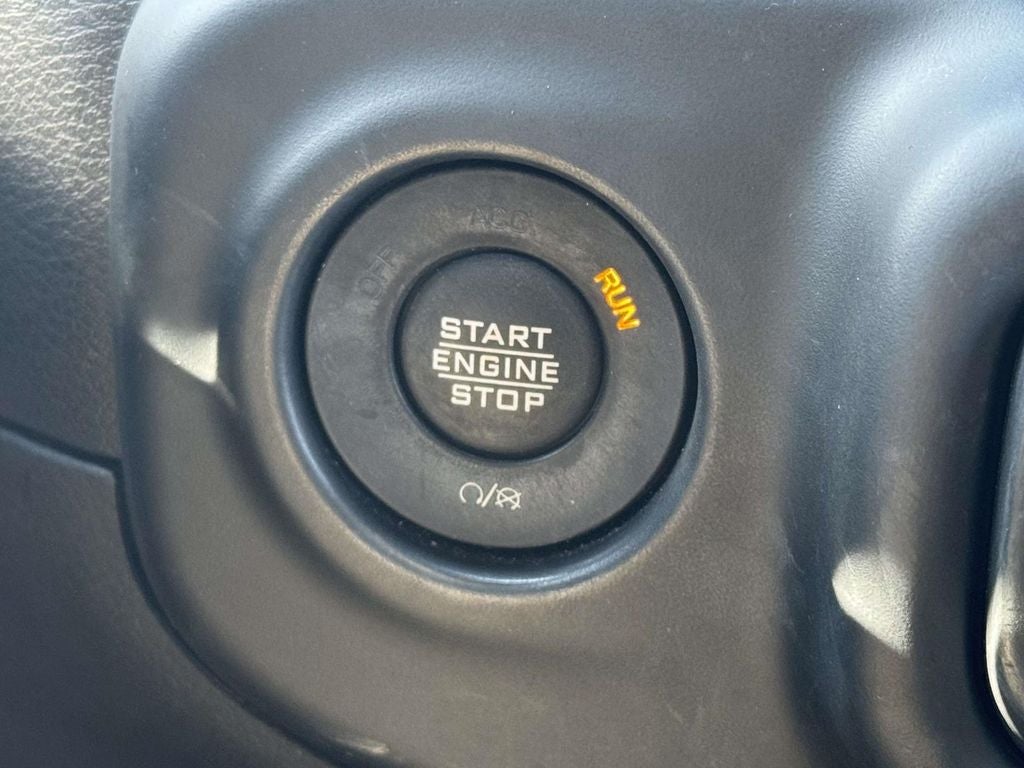 ACC
OFF
RUN
START
ENGINE
STOP